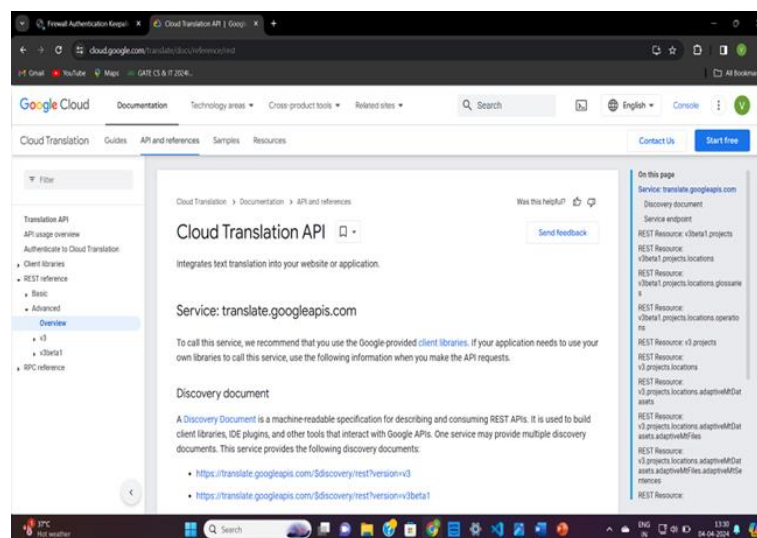 Firewall Authentication Keepali
Cloud Translation API | Googl
cloud.google.com/translate/docs/reference/rest
Gmail
YouTube
Maps
GATE CS & IT 2024...
All Bookmar
Google Cloud
Documentation
Technology areas
Cross-product tools
Related sites
Search
English
Console
V
Cloud Translation
Guides
API and references
Samples
Resources
Contact Us
Start free
Filter
Translation API
API usage overview
Authenticate to Cloud Translation
Client libraries
REST reference
Basic
Advanced
Overview
v3
v3beta1
RPC reference
Cloud Translation > Documentation > API and references
Was this helpful?
Cloud Translation API
Send feedback
Integrates text translation into your website or application.
Service: translate.googleapis.com
To call this service, we recommend that you use the Google-provided client libraries. If your application needs to use your
own libraries to call this service, use the following information when you make the API requests.
Discovery document
A Discovery Document is a machine-readable specification for describing and consuming REST APIs. It is used to build
client libraries, IDE plugins, and other tools that interact with Google APIs. One service may provide multiple discovery
documents. This service provides the following discovery documents:
• https://translate.googleapis.com/$discovery/rest?version=v3
• https://translate.googleapis.com/$discovery/rest?version=v3beta1
On this page
Service: translate.googleapis.com
Discovery document
Service endpoint
REST Resource: v3beta1.projects
REST Resource:
v3beta1.projects.locations
REST Resource:
v3beta1.projects.locations.glossarie
s
REST Resource:
v3beta1.projects.locations.operatio
ns
REST Resource: v3.projects
REST Resource:
v3.projects.locations
REST Resource:
v3.projects.locations.adaptiveMtDat
asets
REST Resource:
v3.projects.locations.adaptiveMtDat
asets.adaptiveMtFiles
REST Resource:
v3.projects.locations.adaptiveMtDat
asets.adaptiveMtFiles.adaptiveMtSe
ntences
REST Resource:
37°C
Hot weather
Search
ENG
IN
13:30
04-04-2024